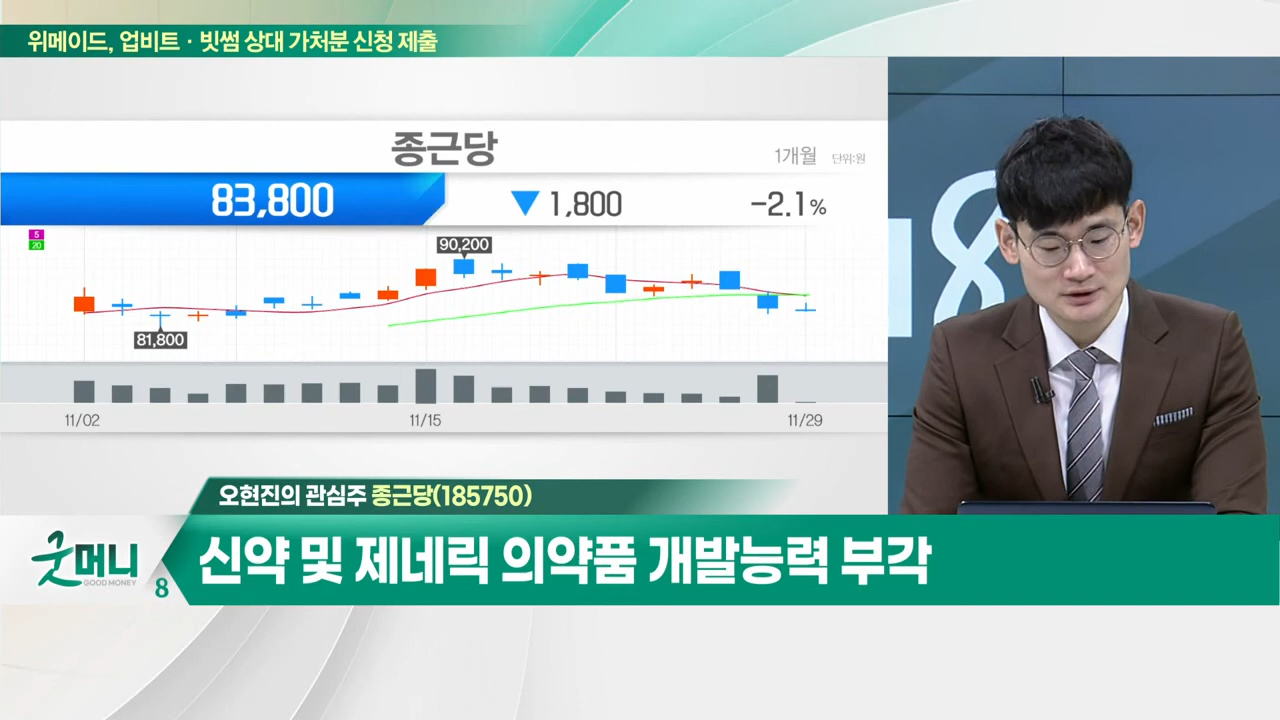 위메이드, 업비트·빗썸 상대 가처분 신청 제출
종근당
1개월 단위:원
83,800 ▼ 1,800 -2.1%
5
20
90,200
81,800
11/02 11/15 11/29
8
오현진의 관심주 종근당(185750)
굿머니
GOOD MONEY
8
신약 및 제네릭 의약품 개발능력 부각